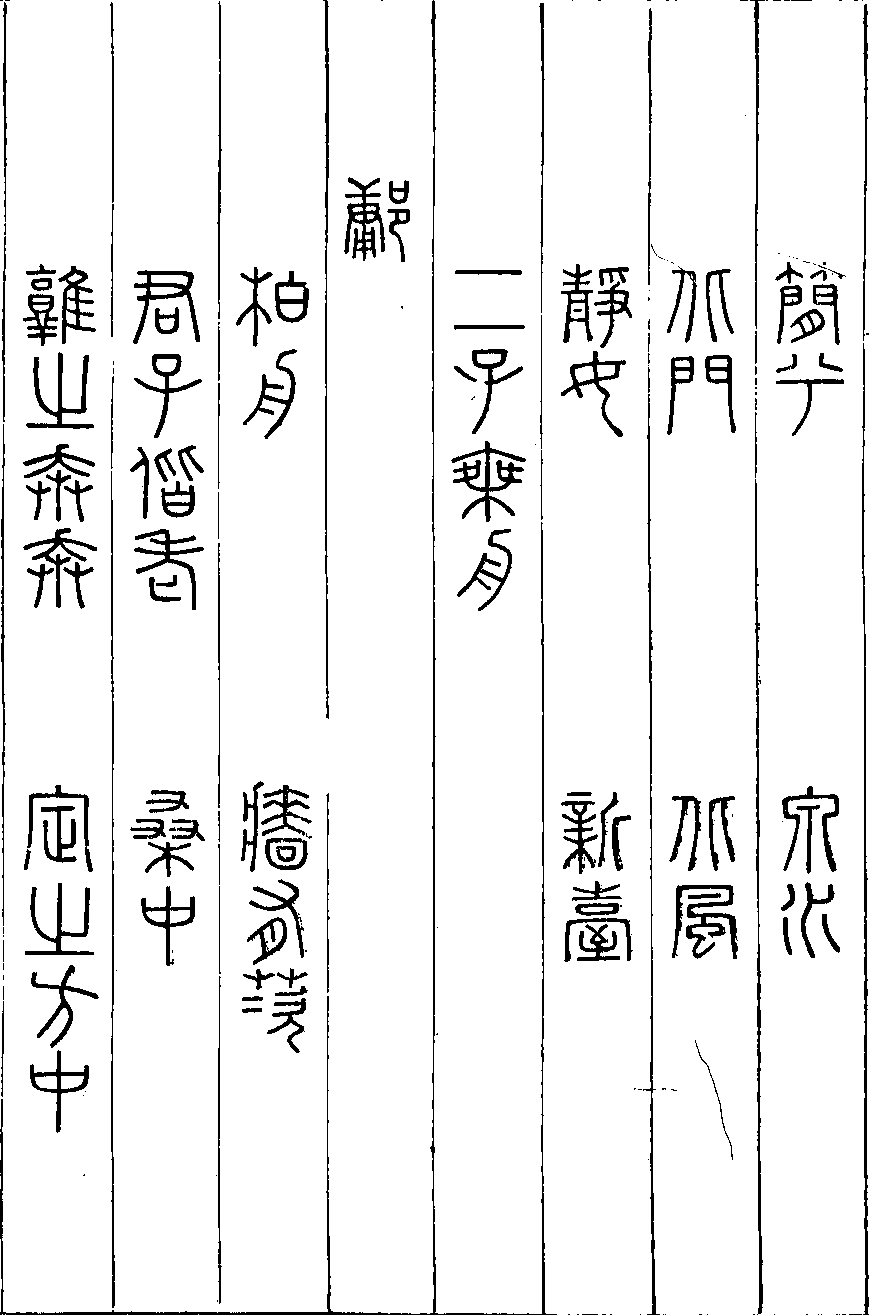 簡兮　泉水
北門　北風
靜女　新臺
二子乘舟
鄘
柏舟　牆有茨
君子偕老　桑中
鶉之奔奔　定之方中